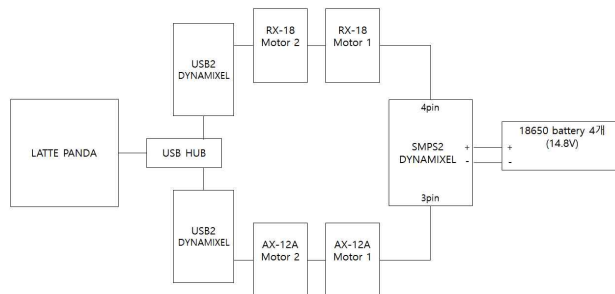 RX-18
Motor 2
RX-18
Motor 1
USB2
DYNAMIXEL
4pin
LATTE PANDA
USB HUB
SMPS2
DYNAMIXEL
+
-
+
-
18650 battery 4개
(14.8V)
3pin
USB2
DYNAMIXEL
AX-12A
Motor 2
AX-12A
Motor 1